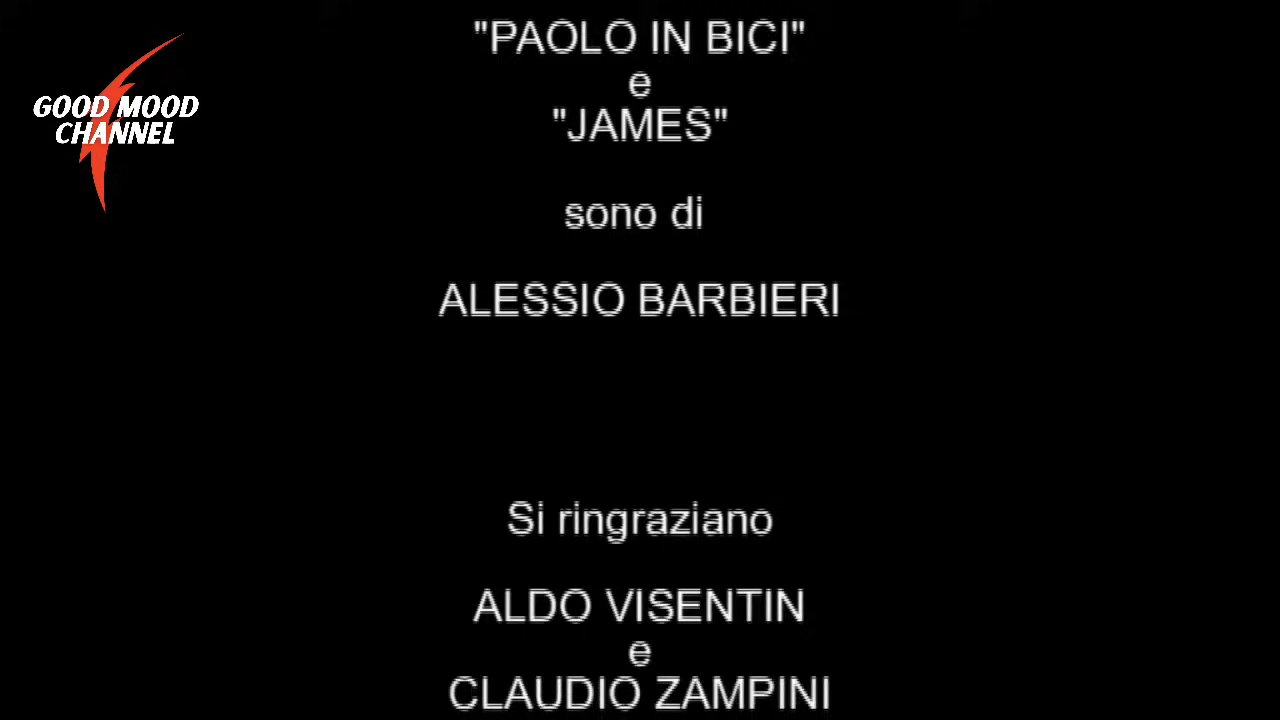 GOOD MOOD
CHANNEL
"PAOLO IN BICI"
e
"JAMES"
sono di
ALESSIO BARBIERI
Si ringraziano
ALDO VISENTIN
e
CLAUDIO ZAMPINI